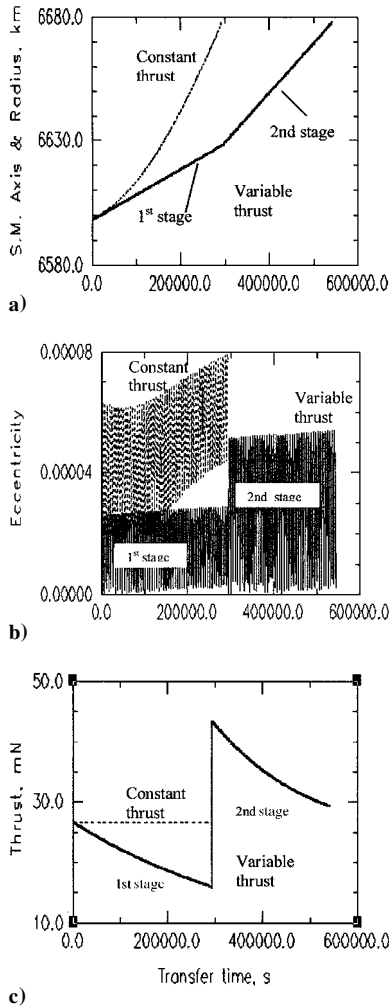 6680.0
6630.0
6580.0
S.M. Axis & Radius, km
Constant
thrust
2nd stage
1st stage
Variable
thrust
0.0 200000.0 400000.0 600000.0
a)
0.00008
0.00004
0.00000
Eccentricity
Constant
thrust
Variable
thrust
2nd stage
1st stage
0.0 200000.0 400000.0 600000.0
b)
50.0
30.0
10.0
Thrust, mN
Constant
thrust
2nd stage
1st stage
Variable
thrust
0.0 200000.0 400000.0 600000.0
Transfer time, s
c)